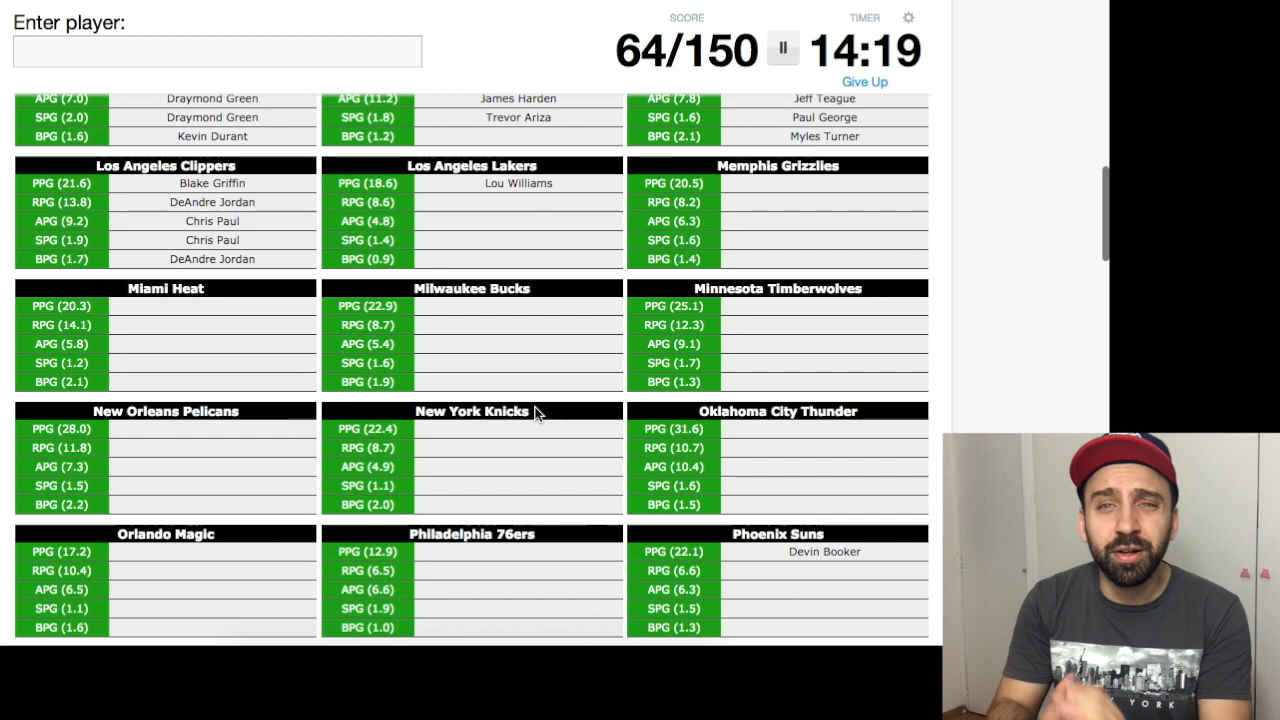 Enter player:
SCORE
TIMER
64/150
14:19
Give Up
APG (7.0) Draymond Green
SPG (2.0) Draymond Green
BPG (1.6) Kevin Durant
APG (11.2) James Harden
SPG (1.8) Trevor Ariza
BPG (1.2)
APG (7.8) Jeff Teague
SPG (1.6) Paul George
BPG (2.1) Myles Turner
Los Angeles Clippers
PPG (21.6) Blake Griffin
RPG (13.8) DeAndre Jordan
APG (9.2) Chris Paul
SPG (1.9) Chris Paul
BPG (1.7) DeAndre Jordan
Los Angeles Lakers
PPG (18.6) Lou Williams
RPG (8.6)
APG (4.8)
SPG (1.4)
BPG (0.9)
Memphis Grizzlies
PPG (20.5)
RPG (8.2)
APG (6.3)
SPG (1.6)
BPG (1.4)
Miami Heat
PPG (20.3)
RPG (14.1)
APG (5.8)
SPG (1.2)
BPG (2.1)
Milwaukee Bucks
PPG (22.9)
RPG (8.7)
APG (5.4)
SPG (1.6)
BPG (1.9)
Minnesota Timberwolves
PPG (25.1)
RPG (12.3)
APG (9.1)
SPG (1.7)
BPG (1.3)
New Orleans Pelicans
PPG (28.0)
RPG (11.8)
APG (7.3)
SPG (1.5)
BPG (2.2)
New York Knicks
PPG (22.4)
RPG (8.7)
APG (4.9)
SPG (1.1)
BPG (2.0)
Oklahoma City Thunder
PPG (31.6)
RPG (10.7)
APG (10.4)
SPG (1.6)
BPG (1.5)
Orlando Magic
PPG (17.2)
RPG (10.4)
APG (6.5)
SPG (1.1)
BPG (1.6)
Philadelphia 76ers
PPG (12.9)
RPG (6.5)
APG (6.6)
SPG (1.9)
BPG (1.0)
Phoenix Suns
PPG (22.1) Devin Booker
RPG (6.6)
APG (6.3)
SPG (1.5)
BPG (1.3)
YORK